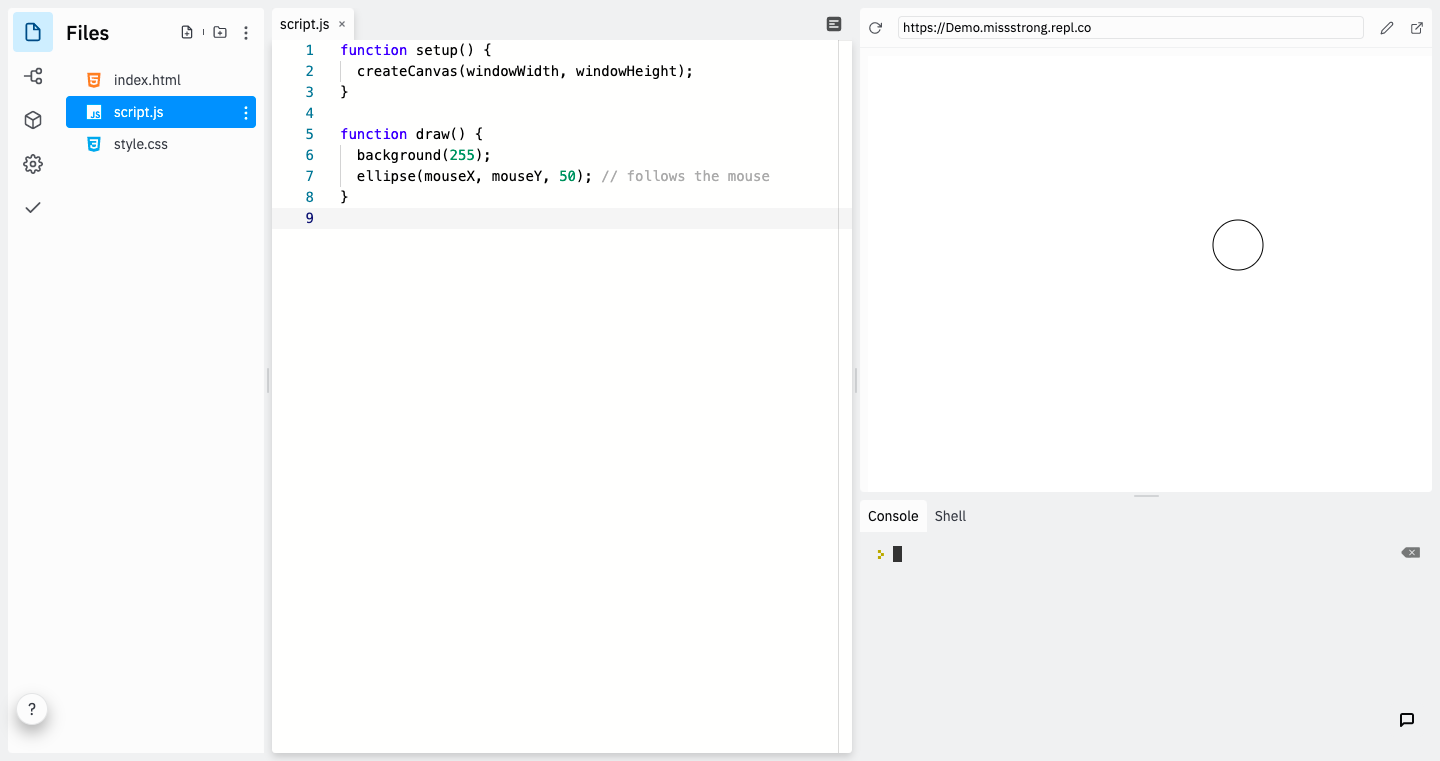 Files
index.html
script.js
style.css
?
script.js ×
1 function setup() {
2 createCanvas(windowWidth, windowHeight);
3 }
4
5 function draw() {
6 background(255);
7 ellipse(mouseX, mouseY, 50); // follows the mouse
8 }
9
https://Demo.missstrong.repl.co
Console Shell